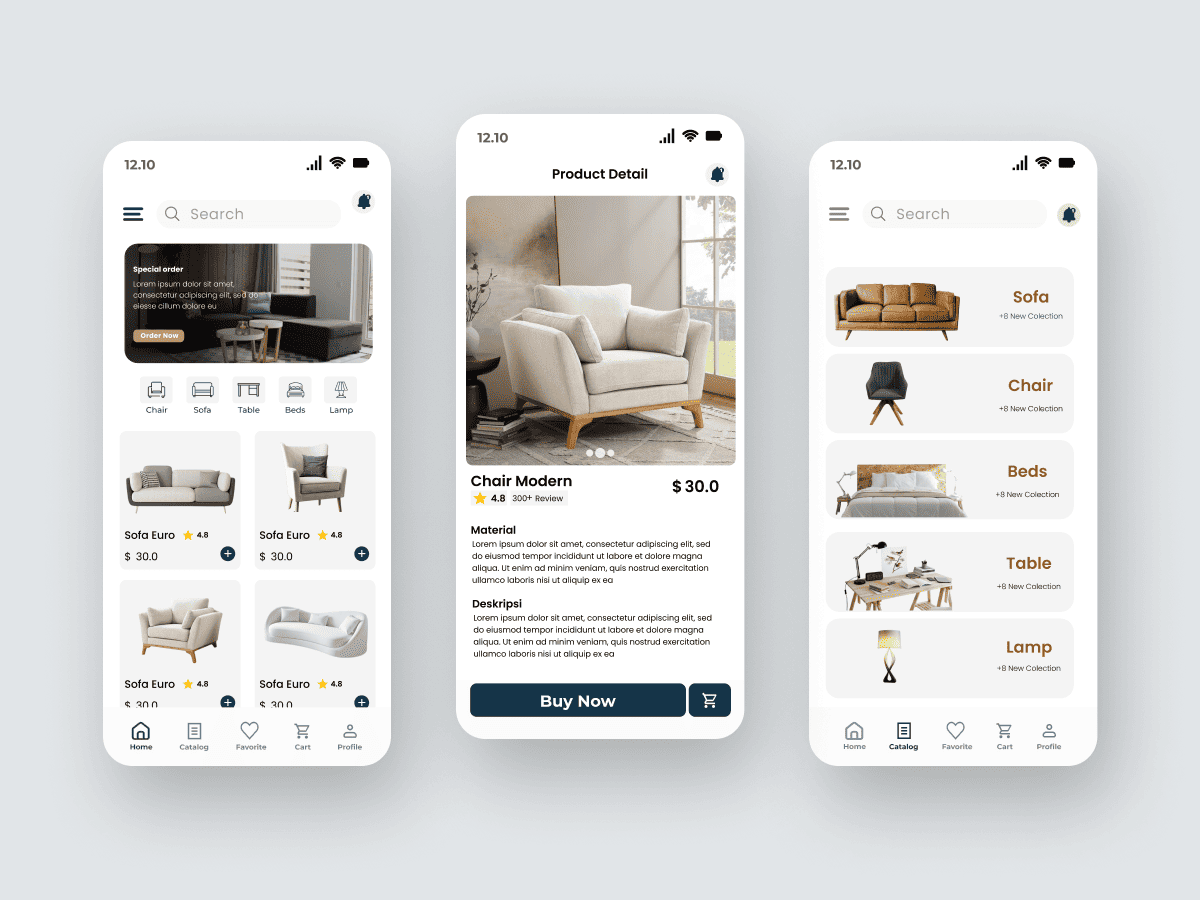 12.10
Search
Special order
Lorem ipsum dolor sit amet,
consectetur adipiscing elit, sed do
eiesse cillum dolore eu
Order Now
Chair
Sofa
Table
Beds
Lamp
Sofa Euro 4.8
$ 30.0
Sofa Euro 4.8
$ 30.0
Sofa Euro 4.8
$ 30.0
Sofa Euro 4.8
$ 30.0
Home
Catalog
Favorite
Cart
Profile
12.10
Product Detail
Chair Modern
$ 30.0
4.8 300+ Review
Material
Lorem ipsum dolor sit amet, consectetur adipiscing elit, sed
do eiusmod tempor incididunt ut labore et dolore magna
aliqua. Ut enim ad minim veniam, quis nostrud exercitation
ullamco laboris nisi ut aliquip ex ea
Deskripsi
Lorem ipsum dolor sit amet, consectetur adipiscing elit, sed
do eiusmod tempor incididunt ut labore et dolore magna
aliqua. Ut enim ad minim veniam, quis nostrud exercitation
ullamco laboris nisi ut aliquip ex ea
Buy Now
12.10
Search
Sofa
+8 New Colection
Chair
+8 New Colection
Beds
+8 New Colection
Table
+8 New Colection
Lamp
+8 New Colection
Home
Catalog
Favorite
Cart
Profile